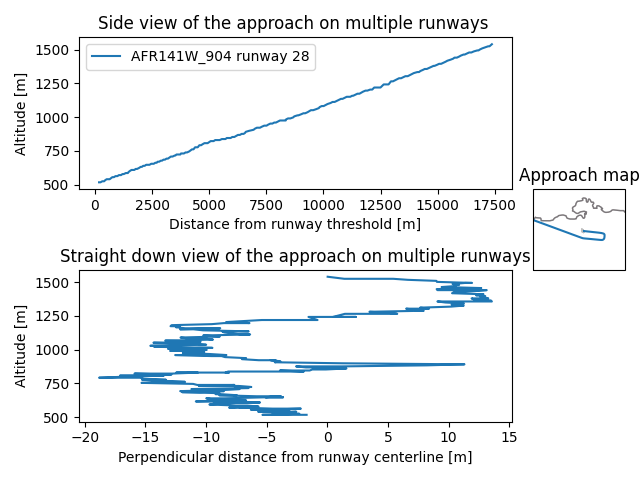 Side view of the approach on multiple runways
1500
1250
1000
750
500
Altitude [m]
AFR141W_904 runway 28
0 2500 5000 7500 10000 12500 15000 17500
Distance from runway threshold [m]
Approach map
Straight down view of the approach on multiple runways
1500
1250
1000
750
500
Altitude [m]
−20 −15 −10 −5 0 5 10 15
Perpendicular distance from runway centerline [m]